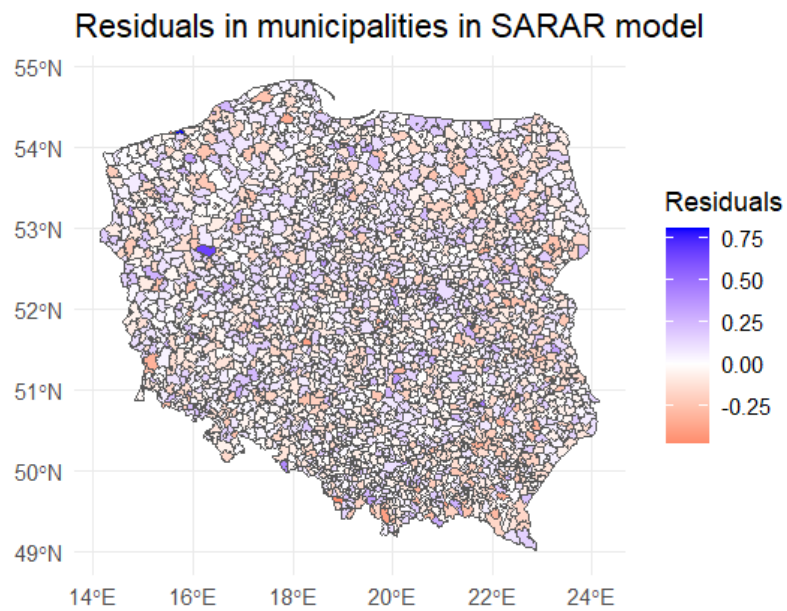 Residuals in municipalities in SARAR model
55°N
54°N
53°N
52°N
51°N
50°N
49°N
14°E 16°E 18°E 20°E 22°E 24°E
Residuals
0.75
0.50
0.25
0.00
-0.25